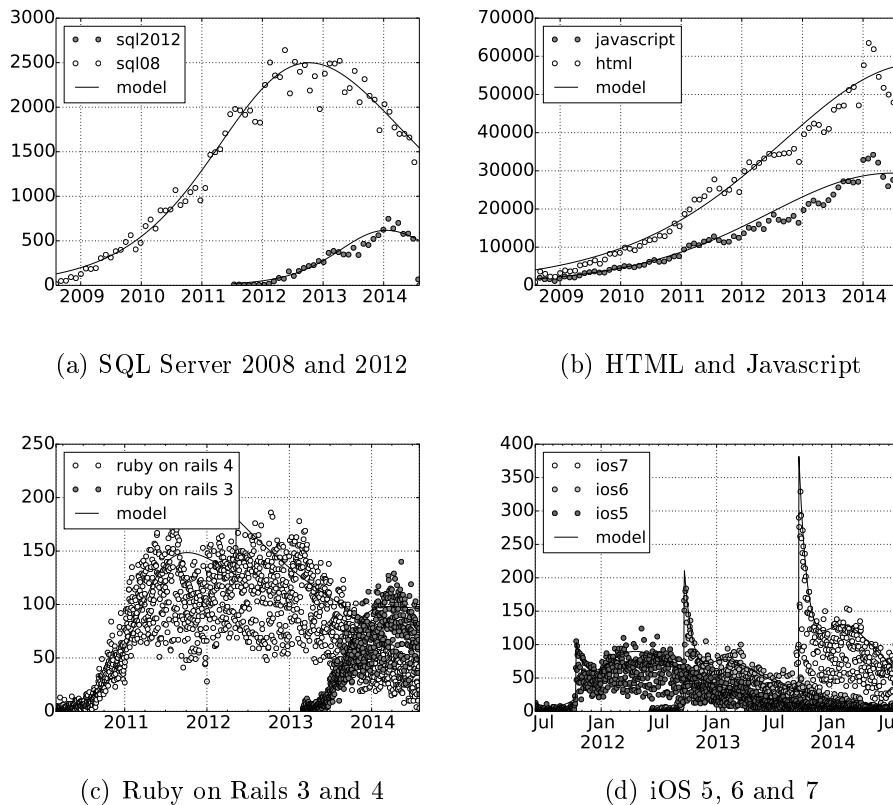 3000
2500
2000
1500
1000
500
0
sql2012
sql08
model
2009 2010 2011 2012 2013 2014
(a) SQL Server 2008 and 2012
70000
60000
50000
40000
30000
20000
10000
0
javascript
html
model
2009 2010 2011 2012 2013 2014
(b) HTML and Javascript
250
200
150
100
50
0
ruby on rails 4
ruby on rails 3
model
2011 2012 2013 2014
(c) Ruby on Rails 3 and 4
400
350
300
250
200
150
100
50
0
ios7
ios6
ios5
model
Jul Jan Jul Jan Jul Jan Ju
2012 2013 2014
(d) iOS 5, 6 and 7